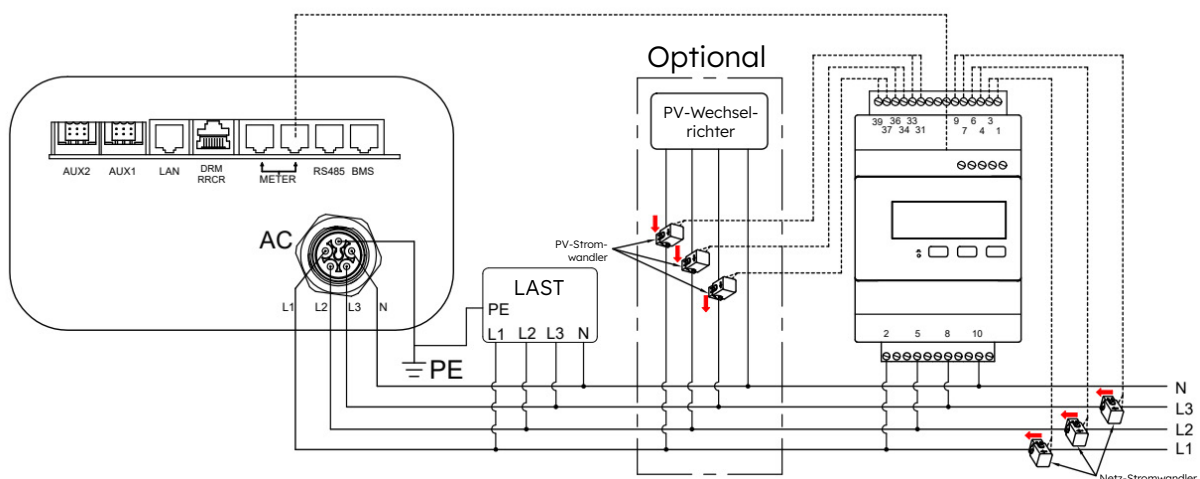 Optional
PV-Wechsel-
richter
39 36 33 9 6 3
37 34 31 7 4 1
AUX2 AUX1 LAN DRM RRCR METER RS485 BMS
AC
L1 L2 L3 N
PV-Strom-
wandler
LAST
PE
L1 L2 L3 N
PE
2 5 8 10
N
L3
L2
L1
Netz-Stromwandler